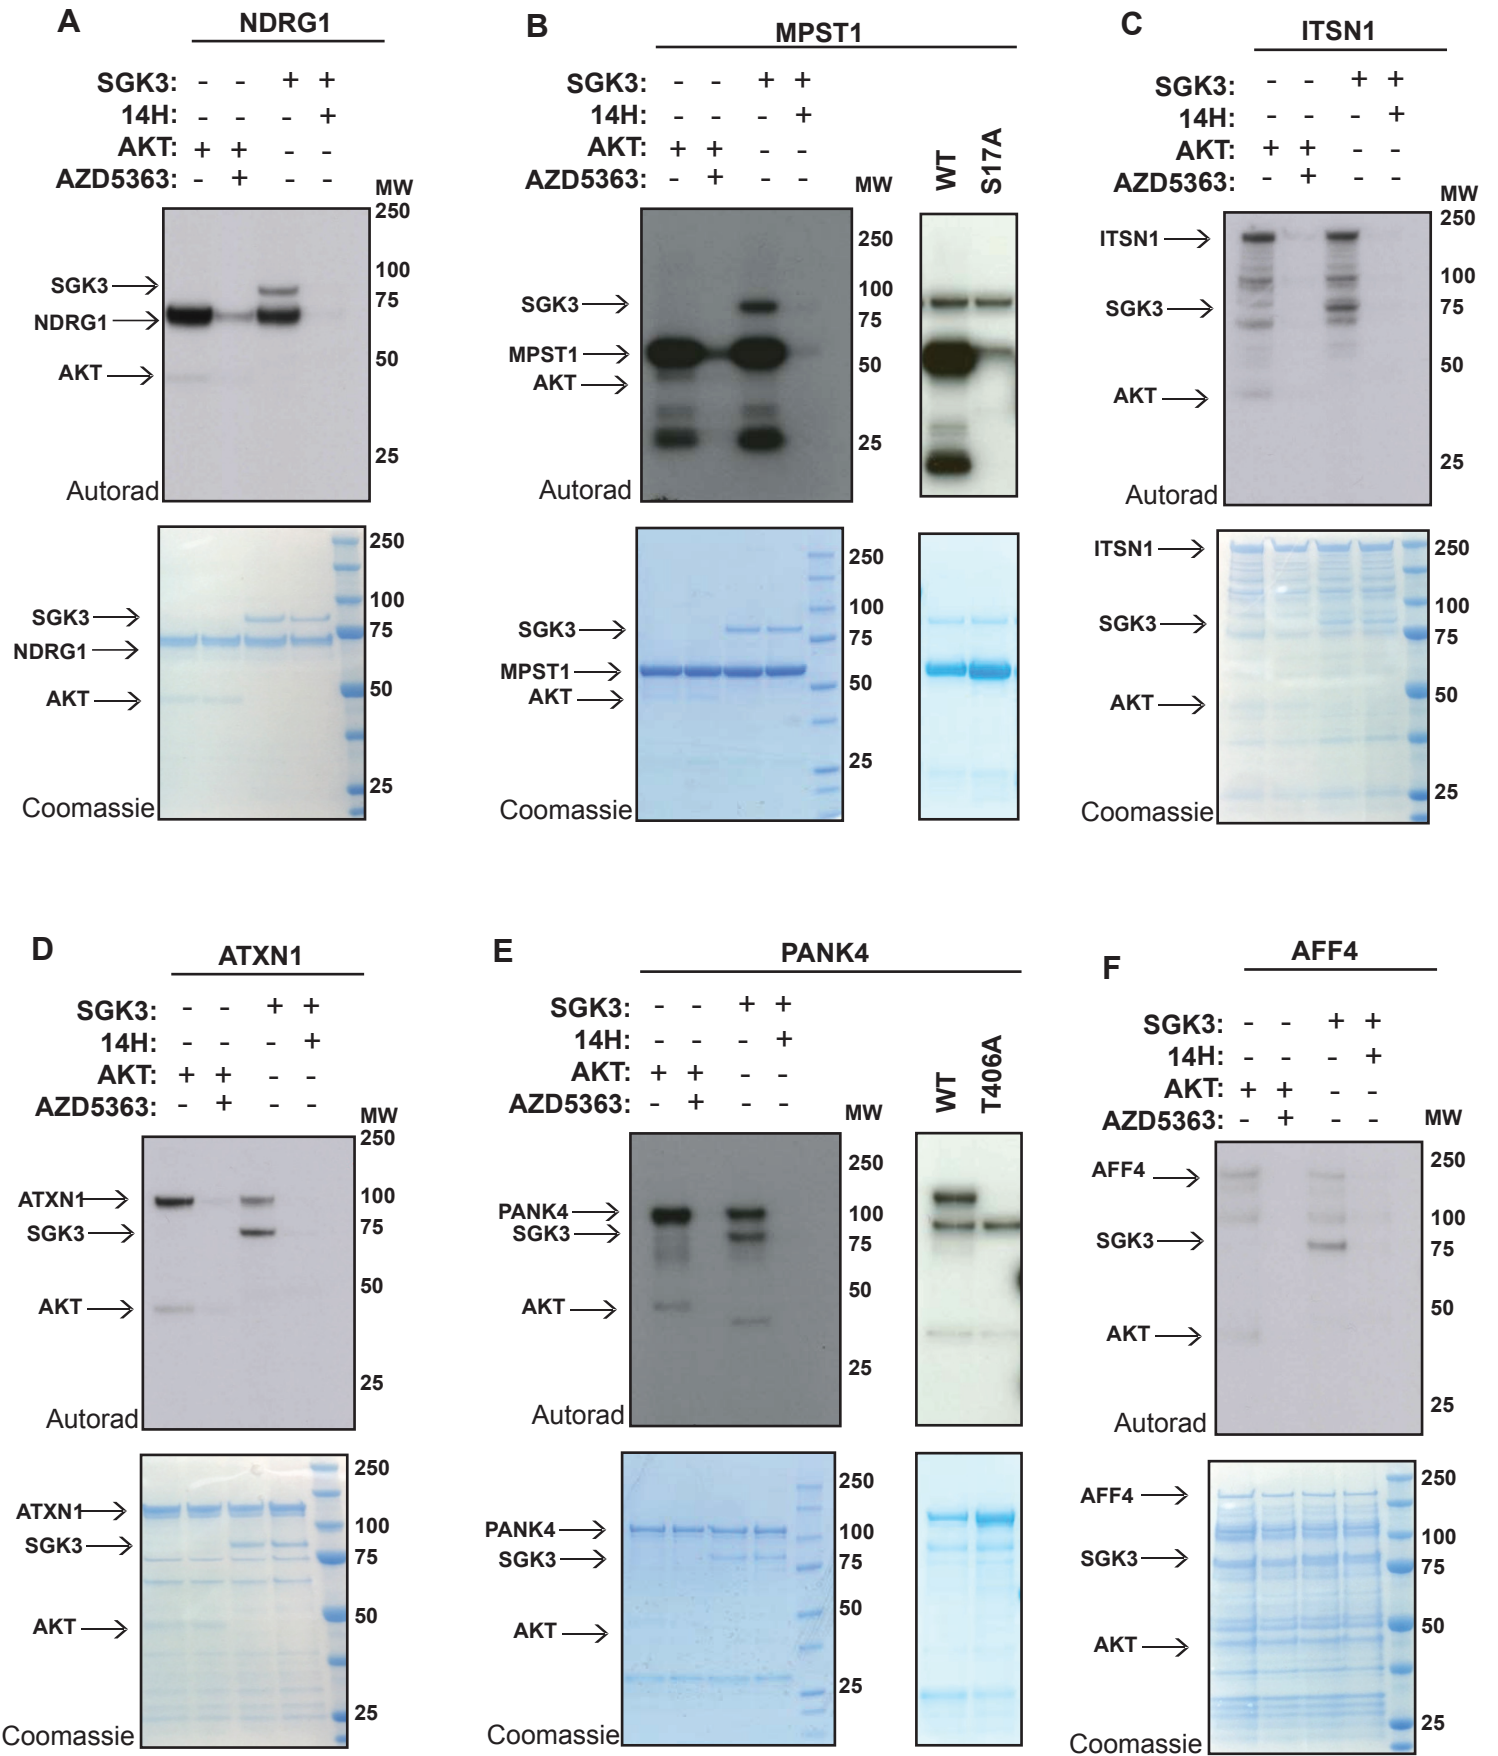 A
NDRG1
SGK3: - - + +
14H: - - - +
AKT: + + - -
AZD5363: - + - -
MW
250
100
75
50
25
SGK3
NDRG1
AKT
Autorad
250
100
75
50
25
SGK3
NDRG1
AKT
Coomassie
B
MPST1
SGK3: - - + +
14H: - - - +
AKT: + + - -
AZD5363: - + - -
MW
WT
S17A
250
100
75
50
25
SGK3
MPST1
AKT
Autorad
250
100
75
50
25
SGK3
MPST1
AKT
Coomassie
C
ITSN1
SGK3: - - + +
14H: - - - +
AKT: + + - -
AZD5363: - + - -
MW
250
100
75
50
25
ITSN1
SGK3
AKT
Autorad
ITSN1
SGK3
AKT
250
100
75
50
25
Coomassie
D
ATXN1
SGK3: - - + +
14H: - - - +
AKT: + + - -
AZD5363: - + - -
MW
250
100
75
50
25
ATXN1
SGK3
AKT
Autorad
250
100
75
50
25
ATXN1
SGK3
AKT
Coomassie
E
PANK4
SGK3: - - + +
14H: - - - +
AKT: + + - -
AZD5363: - + - -
MW
WT
T406A
250
100
75
50
25
PANK4
SGK3
AKT
Autorad
250
100
75
50
25
PANK4
SGK3
AKT
Coomassie
F
AFF4
SGK3: - - + +
14H: - - - +
AKT: + + - -
AZD5363: - + - -
MW
250
100
75
50
25
AFF4
SGK3
AKT
Autorad
250
100
75
50
25
AFF4
SGK3
AKT
Coomassie